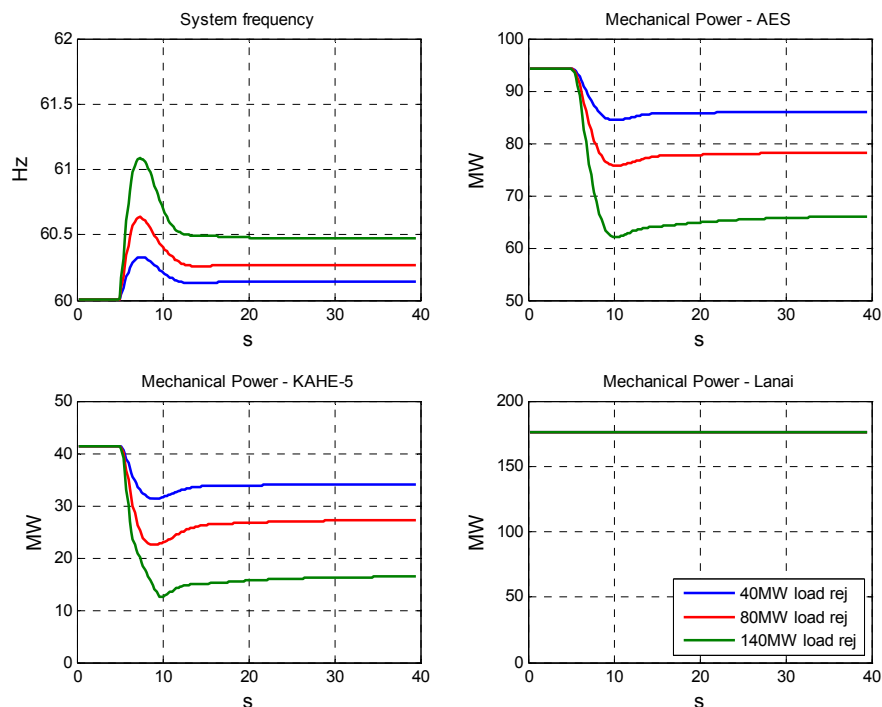 System frequency
62
61.5
61
60.5
60
Hz
0 10 20 30 40
s
Mechanical Power - AES
100
90
80
70
60
50
MW
0 10 20 30 40
s
Mechanical Power - KAHE-5
50
40
30
20
10
0
MW
0 10 20 30 40
s
Mechanical Power - Lanai
200
150
100
50
0
MW
0 10 20 30 40
s
40MW load rej
80MW load rej
140MW load rej